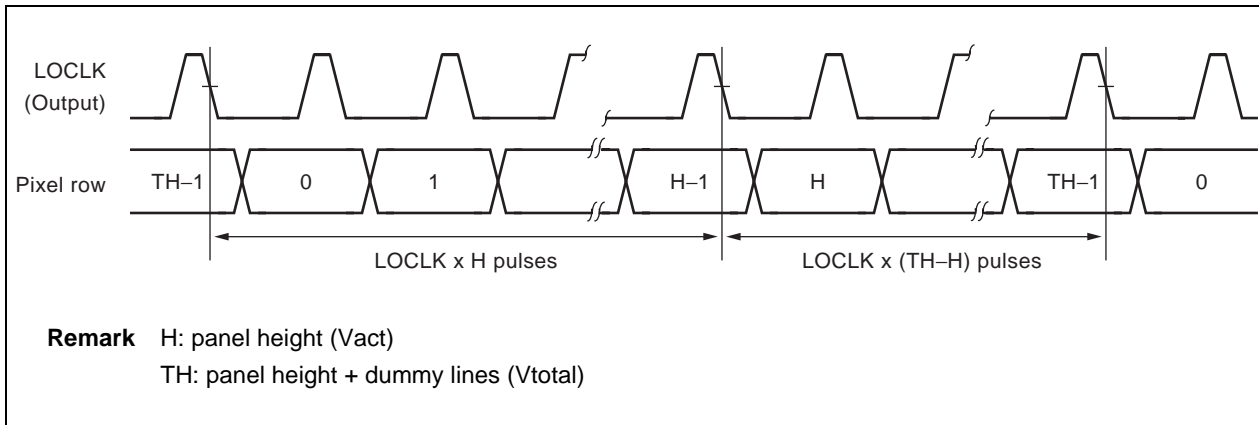 LOCLK
(Output)
Pixel row TH–1 0 1 H-1 H TH–1 0
LOCLK x H pulses LOCLK x (TH–H) pulses
Remark H: panel height (Vact)
TH: panel height + dummy lines (Vtotal)